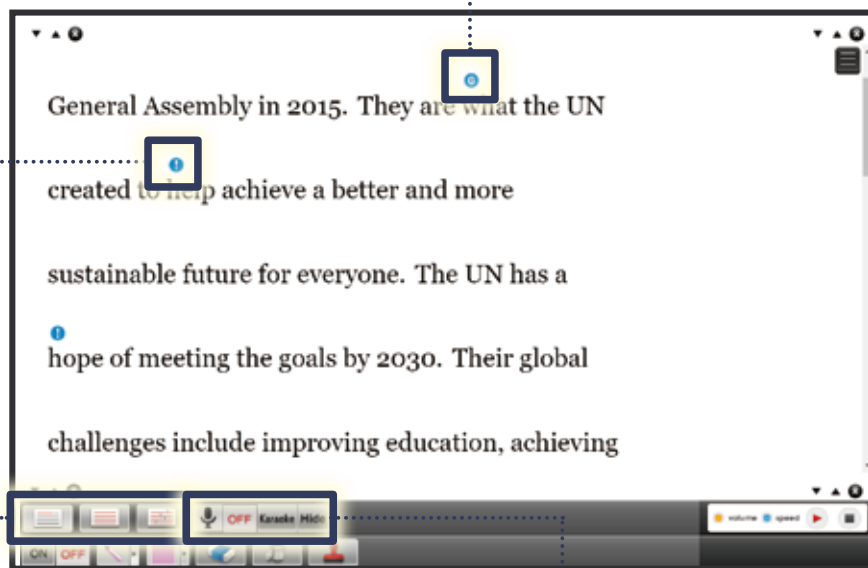 G
General Assembly in 2015. They are what the UN
!
created to help achieve a better and more
sustainable future for everyone. The UN has a
!
hope of meeting the goals by 2030. Their global
challenges include improving education, achieving
OFF Karaoke Hide
volume speed
ON OFF